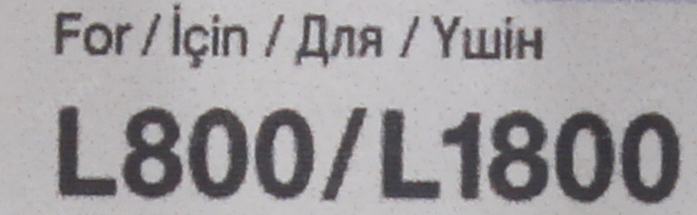 For / İçin / Для / Үшін
L800/L1800